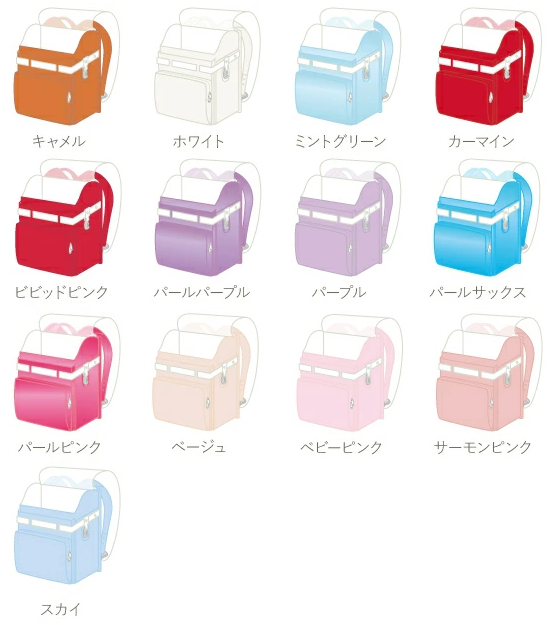 キャメル
ホワイト
ミントグリーン
カーマイン
ビビッドピンク
パールパープル
パープル
パールサックス
パールピンク
ベージュ
ベビーピンク
サーモンピンク
スカイ